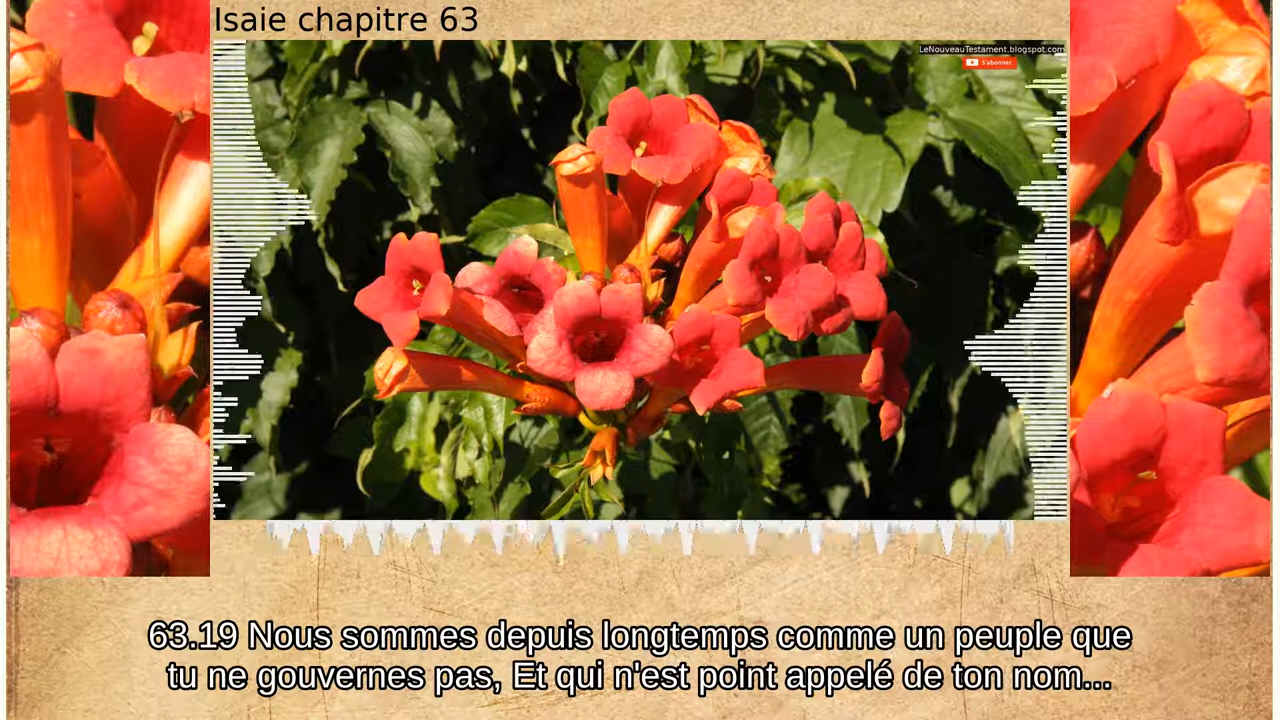 Isaie chapitre 63
LeNouveauTestament.blogspot.com
S'abonner
63.19 Nous sommes depuis longtemps comme un peuple que
tu ne gouvernes pas, Et qui n'est point appelé de ton nom...